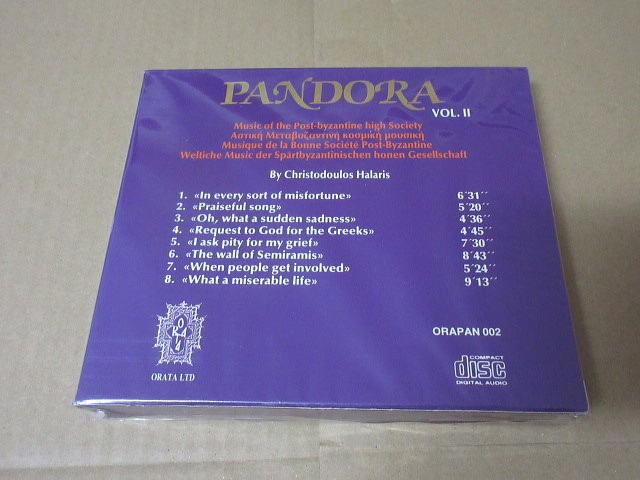 PANDORA
VOL. II
Music of the Post-byzantine high Society
Αστική Μεταβυζαντινή κοσμική μουσική
Musique de la Bonne Société Post-Byzantine
Weltiche Music der Spärtbyzantinischen honen Gesellschaft
By Christodoulos Halaris
1. «In every sort of misfortune» 6´31´´
2. «Praiseful song» 5´20´´
3. «Oh, what a sudden sadness» 4´36´´
4. «Request to God for the Greeks» 4´45´´
5. «I ask pity for my grief» 7´30´´
6. «The wall of Semiramis» 8´43´´
7. «When people get involved» 5´24´´
8. «What a miserable life» 9´13´´
ORATA LTD
ORAPAN 002
COMPACT
disc
DIGITAL AUDIO